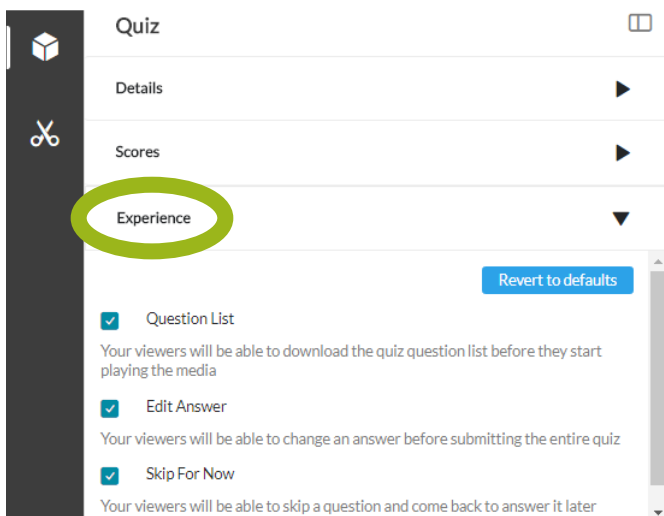 Quiz
Details
Scores
Experience
Revert to defaults
Question List
Your viewers will be able to download the quiz question list before they start
playing the media
Edit Answer
Your viewers will be able to change an answer before submitting the entire quiz
Skip For Now
Your viewers will be able to skip a question and come back to answer it later